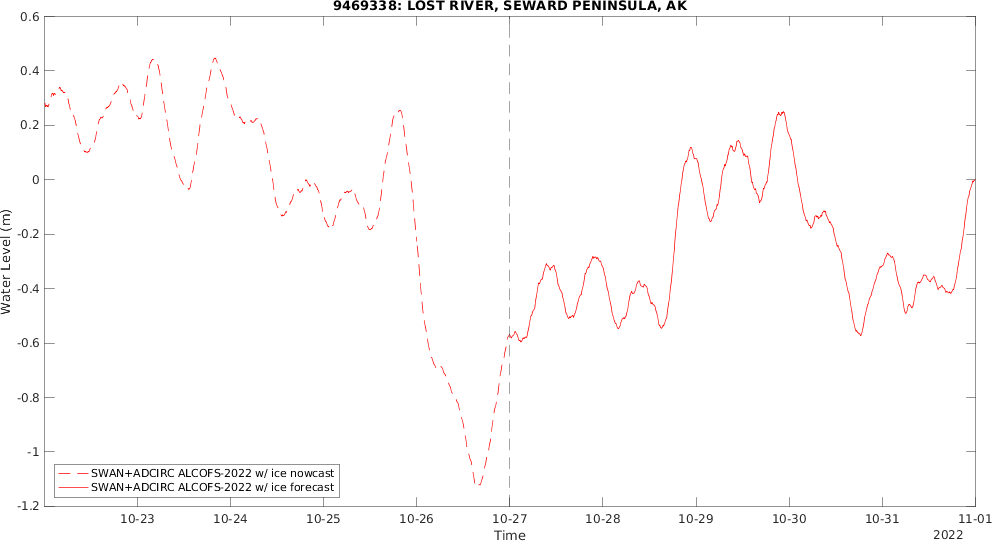 9469338: LOST RIVER, SEWARD PENINSULA, AK
0.6
0.4
0.2
0
-0.2
-0.4
-0.6
-0.8
-1
-1.2
Water Level (m)
SWAN+ADCIRC ALCOFS-2022 w/ ice nowcast
SWAN+ADCIRC ALCOFS-2022 w/ ice forecast
10-23 10-24 10-25 10-26 10-27 10-28 10-29 10-30 10-31 11-01
Time
2022